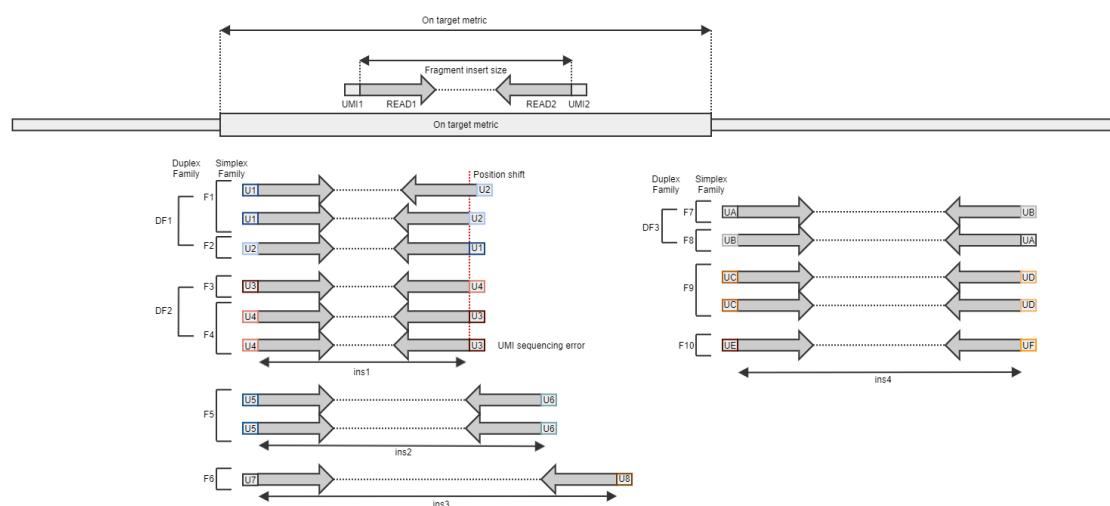 On target metric
Fragment insert size
UMI1 READ1 READ2 UMI2
On target metric
Duplex Family Simplex Family
Position shift
DF1
F1
U1 U2
U1 U2
F2
U2 U1
DF2
F3
U3 U4
F4
U4 U3
U4 U3 UMI sequencing error
ins1
F5
U5 U6
U5 U6
ins2
F6
U7 U8
ins3
Duplex Family Simplex Family
DF3
F7
UA UB
F8
UB UA
F9
UC UD
UC UD
F10
UE UF
ins4